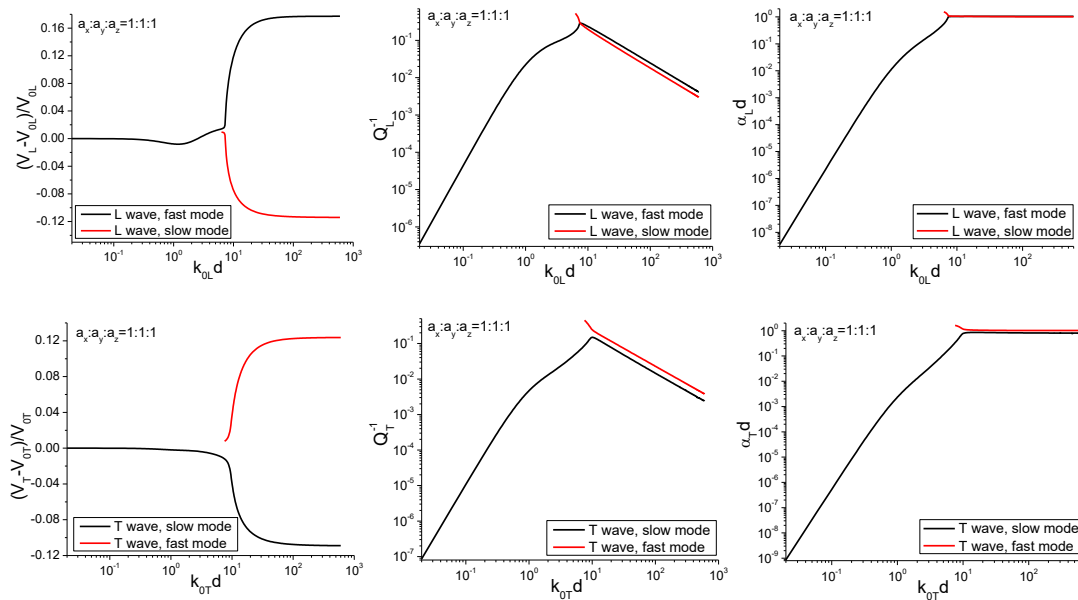 a_x:a_y:a_z=1:1:1
(V_L-V_0L)/V_0L
0.16
0.12
0.08
0.04
0.00
-0.04
-0.08
-0.12
L wave, fast mode
L wave, slow mode
10^-1 10^0 10^1 10^2 10^3
k_0L d
a_x:a_y:a_z=1:1:1
Q_L^-1
10^0
10^-1
10^-2
10^-3
10^-4
10^-5
10^-6
L wave, fast mode
L wave, slow mode
10^-1 10^0 10^1 10^2 10^3
k_0L d
a_x:a_y:a_z=1:1:1
α_L d
10^0
10^-1
10^-2
10^-3
10^-4
10^-5
10^-6
10^-7
10^-8
L wave, fast mode
L wave, slow mode
10^-1 10^0 10^1 10^2
k_0L d
a_x:a_y:a_z=1:1:1
(V_T-V_0T)/V_0T
0.12
0.08
0.04
0.00
-0.04
-0.08
-0.12
T wave, slow mode
T wave, fast mode
10^-1 10^0 10^1 10^2 10^3
k_0T d
a_x:a_y:a_z=1:1:1
Q_T^-1
10^0
10^-1
10^-2
10^-3
10^-4
10^-5
10^-6
10^-7
T wave, slow mode
T wave, fast mode
10^-1 10^0 10^1 10^2 10^3
k_0T d
a_x:a_y:a_z=1:1:1
α_T d
10^0
10^-1
10^-2
10^-3
10^-4
10^-5
10^-6
10^-7
10^-8
10^-9
T wave, slow mode
T wave, fast mode
10^-1 10^0 10^1 10^2
k_0T d